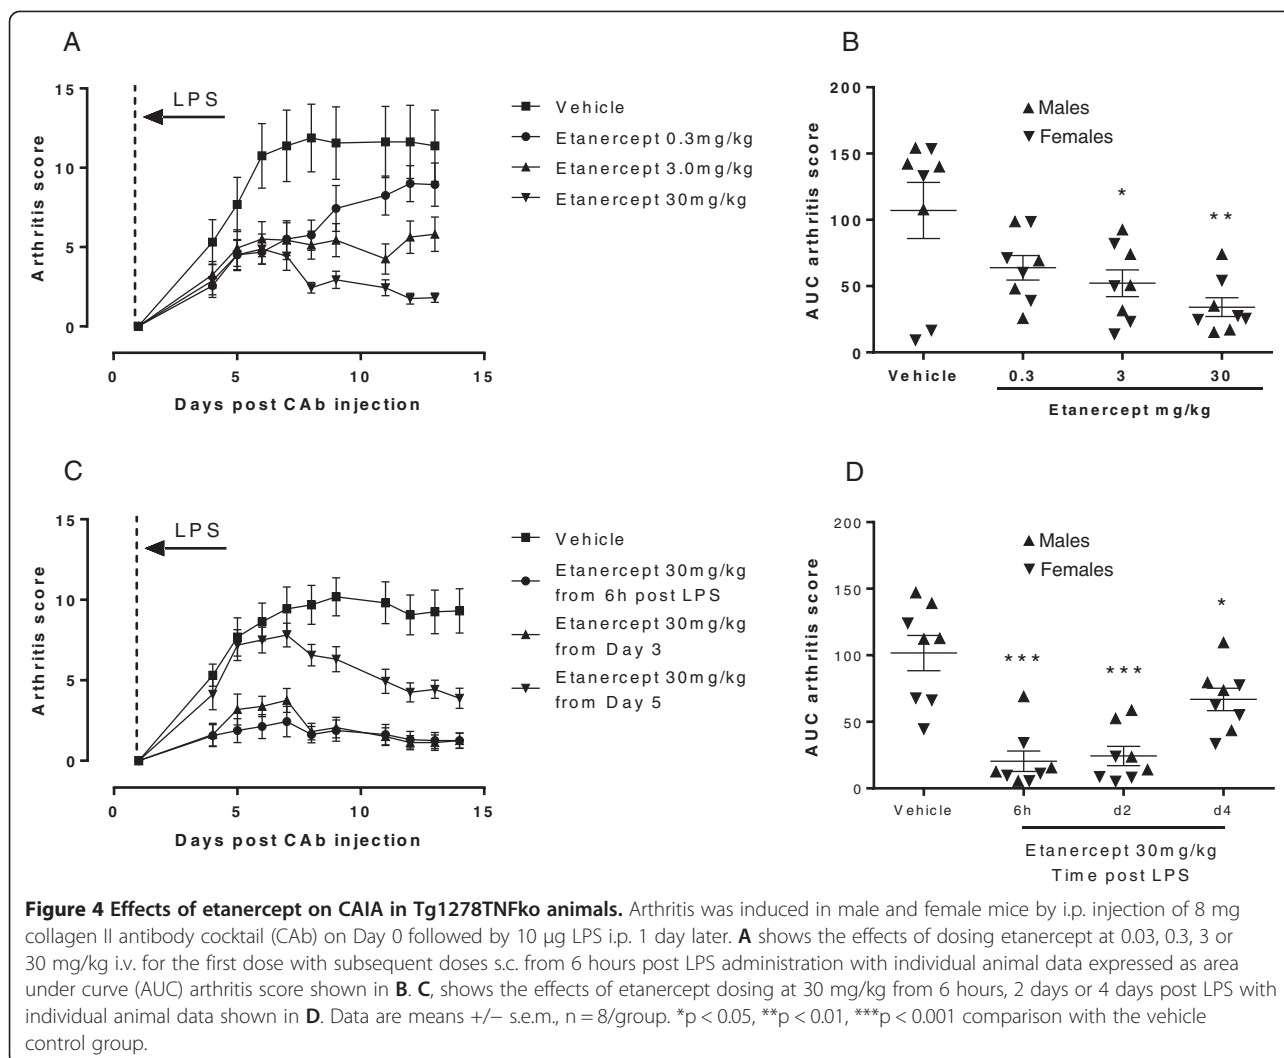 A
LPS
15
10
5
0
Arthritis score
0
5
10
15
Days post CAb injection
Vehicle
Etanercept 0.3mg/kg
Etanercept 3.0mg/kg
Etanercept 30mg/kg
B
200
150
100
50
0
AUC arthritis score
Males
Females
*
**
Vehicle
0.3
3
30
Etanercept mg/kg
C
LPS
15
10
5
0
Arthritis score
0
5
10
15
Days post CAb injection
Vehicle
Etanercept 30mg/kg
from 6h post LPS
Etanercept 30mg/kg
from Day 3
Etanercept 30mg/kg
from Day 5
D
200
150
100
50
0
AUC arthritis score
Males
Females
***
***
*
Vehicle
6h
d2
d4
Etanercept 30mg/kg
Time post LPS
Figure 4 Effects of etanercept on CAIA in Tg1278TNFko animals. Arthritis was induced in male and female mice by i.p. injection of 8 mg
collagen II antibody cocktail (CAb) on Day 0 followed by 10 μg LPS i.p. 1 day later. A shows the effects of dosing etanercept at 0.03, 0.3, 3 or
30 mg/kg i.v. for the first dose with subsequent doses s.c. from 6 hours post LPS administration with individual animal data expressed as area
under curve (AUC) arthritis score shown in B. C, shows the effects of etanercept dosing at 30 mg/kg from 6 hours, 2 days or 4 days post LPS with
individual animal data shown in D. Data are means +/− s.e.m., n = 8/group. *p < 0.05, **p < 0.01, ***p < 0.001 comparison with the vehicle
control group.